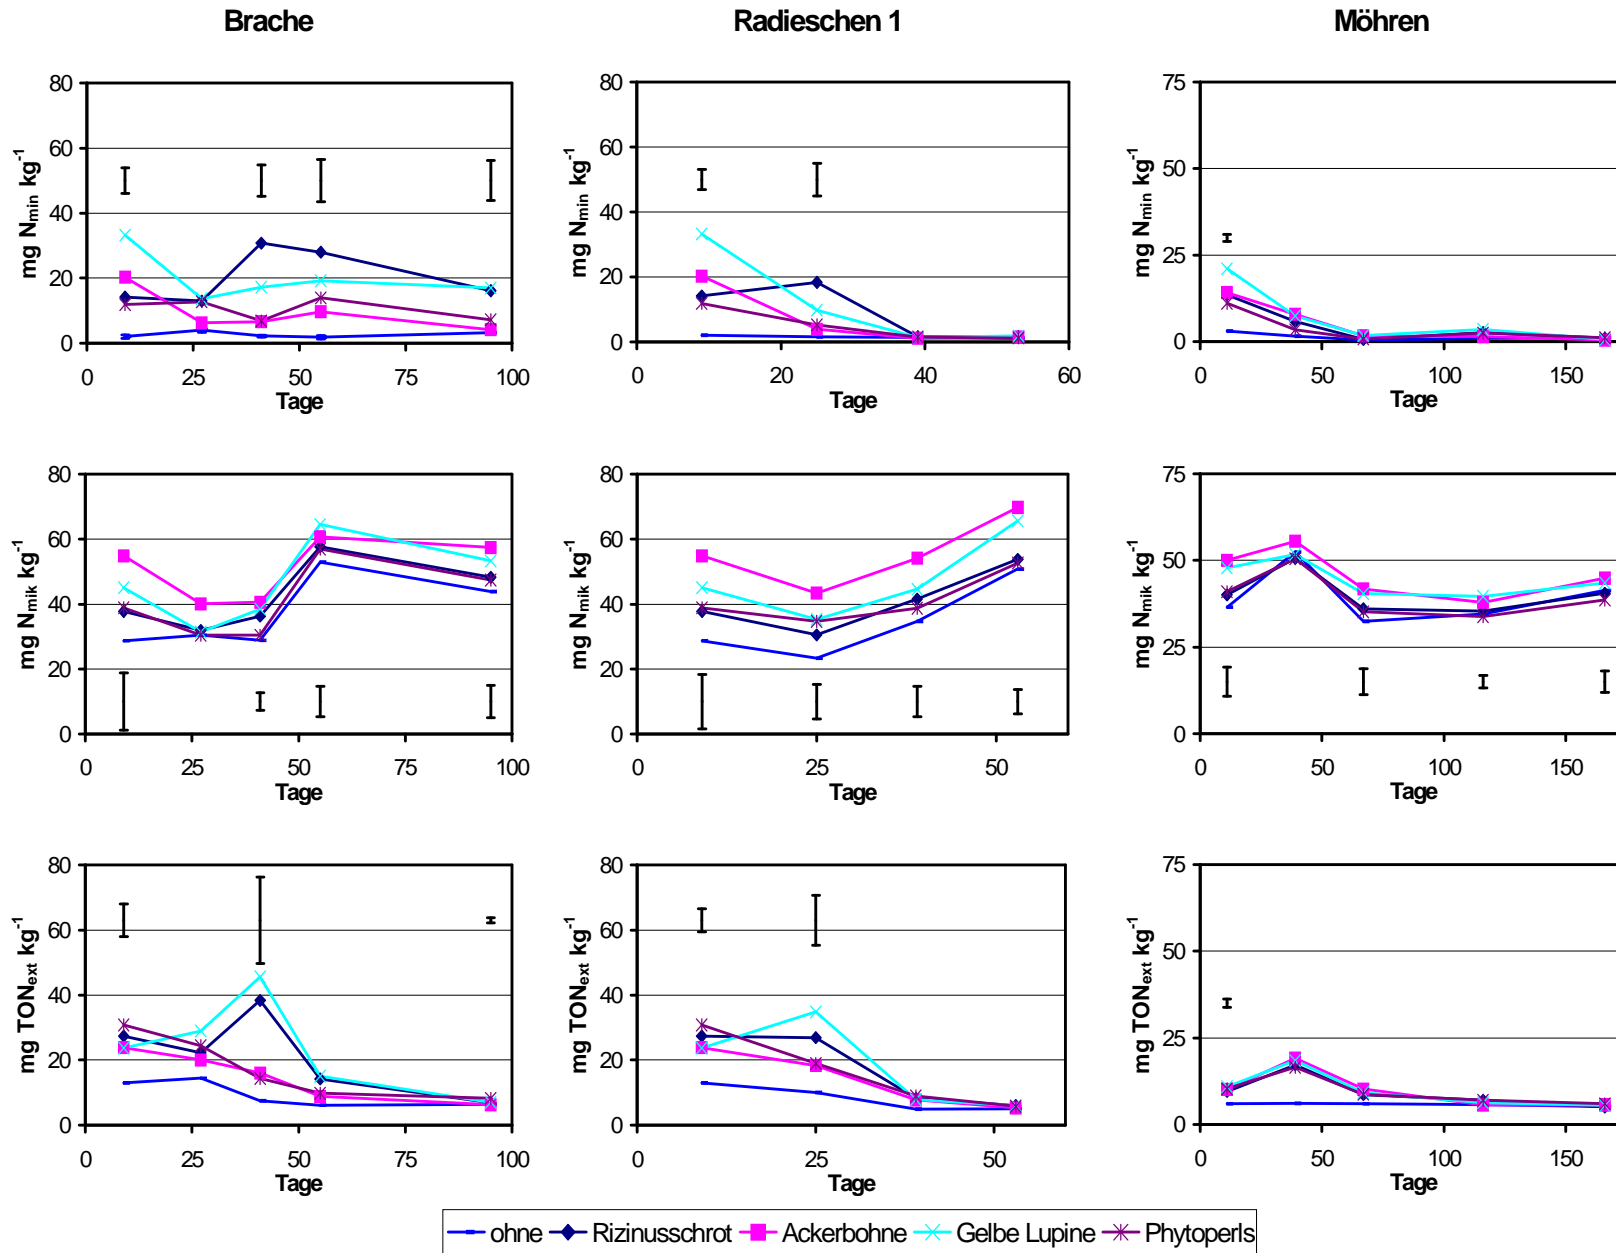 Brache Radieschen 1 Möhren
mg Nmin kg-1
80
60
40
20
0
0 25 50 75 100
Tage
mg Nmin kg-1
80
60
40
20
0
0 20 40 60
Tage
mg Nmin kg-1
75
50
25
0
0 50 100 150
Tage
mg Nmik kg-1
80
60
40
20
0
0 25 50 75 100
Tage
mg Nmik kg-1
80
60
40
20
0
0 25 50
Tage
mg Nmik kg-1
75
50
25
0
0 50 100 150
Tage
mg TONext kg-1
80
60
40
20
0
0 25 50 75 100
Tage
mg TONext kg-1
80
60
40
20
0
0 25 50
Tage
mg TONext kg-1
75
50
25
0
0 50 100 150
Tage
ohne Rizinusschrot Ackerbohne Gelbe Lupine Phytoperls